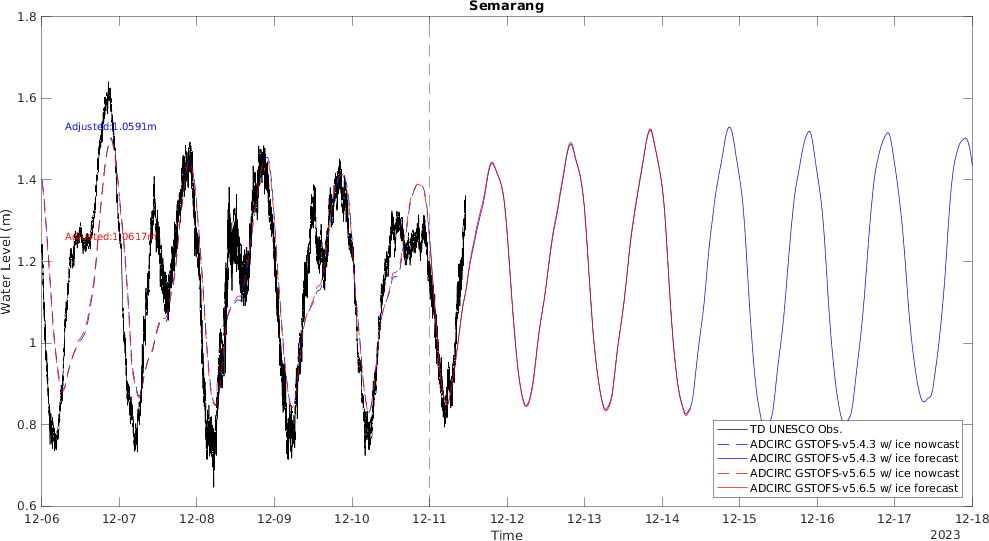 Semarang
1.8
1.6
1.4
1.2
1
0.8
0.6
Water Level (m)
Adjusted:1.0591m
Adjusted:1.0617m
TD UNESCO Obs.
ADCIRC GSTOFS-v5.4.3 w/ ice nowcast
ADCIRC GSTOFS-v5.4.3 w/ ice forecast
ADCIRC GSTOFS-v5.6.5 w/ ice nowcast
ADCIRC GSTOFS-v5.6.5 w/ ice forecast
12-06 12-07 12-08 12-09 12-10 12-11 12-12 12-13 12-14 12-15 12-16 12-17 12-18
Time
2023